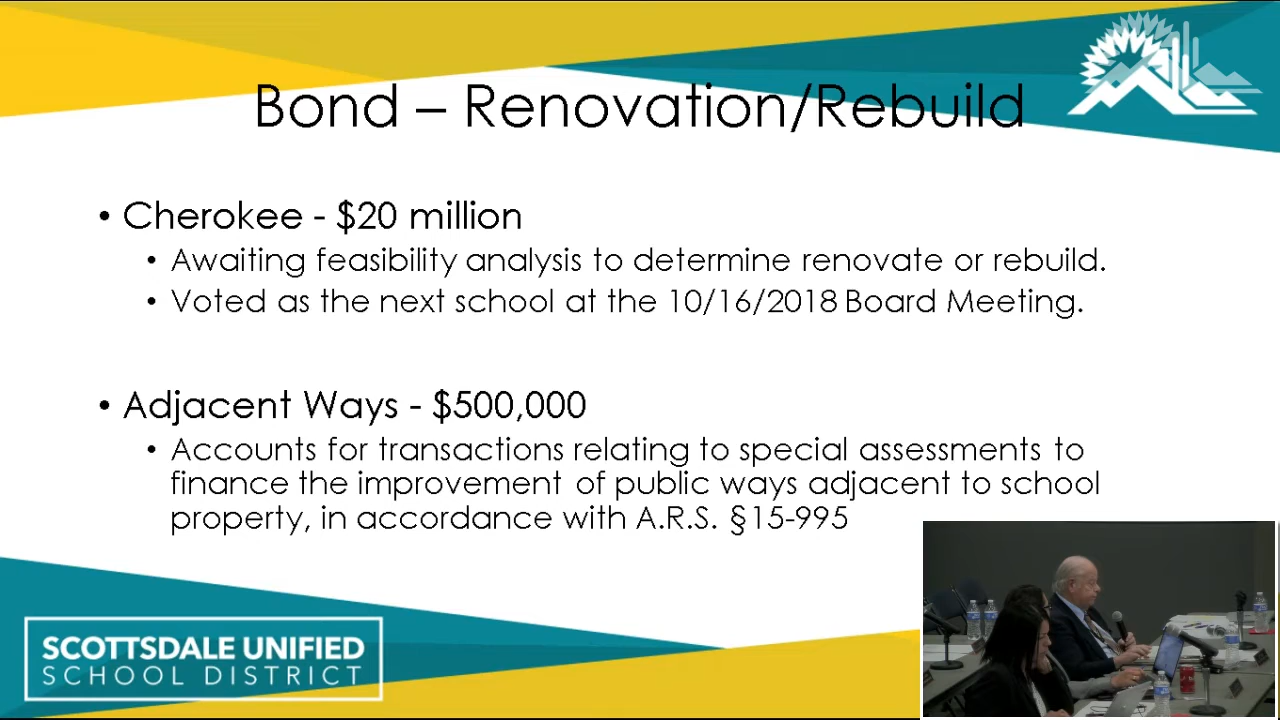 Bond – Renovation/Rebuild
• Cherokee - $20 million
• Awaiting feasibility analysis to determine renovate or rebuild.
• Voted as the next school at the 10/16/2018 Board Meeting.
• Adjacent Ways - $500,000
• Accounts for transactions relating to special assessments to
finance the improvement of public ways adjacent to school
property, in accordance with A.R.S. §15-995
SCOTTSDALE UNIFIED
SCHOOL DISTRICT